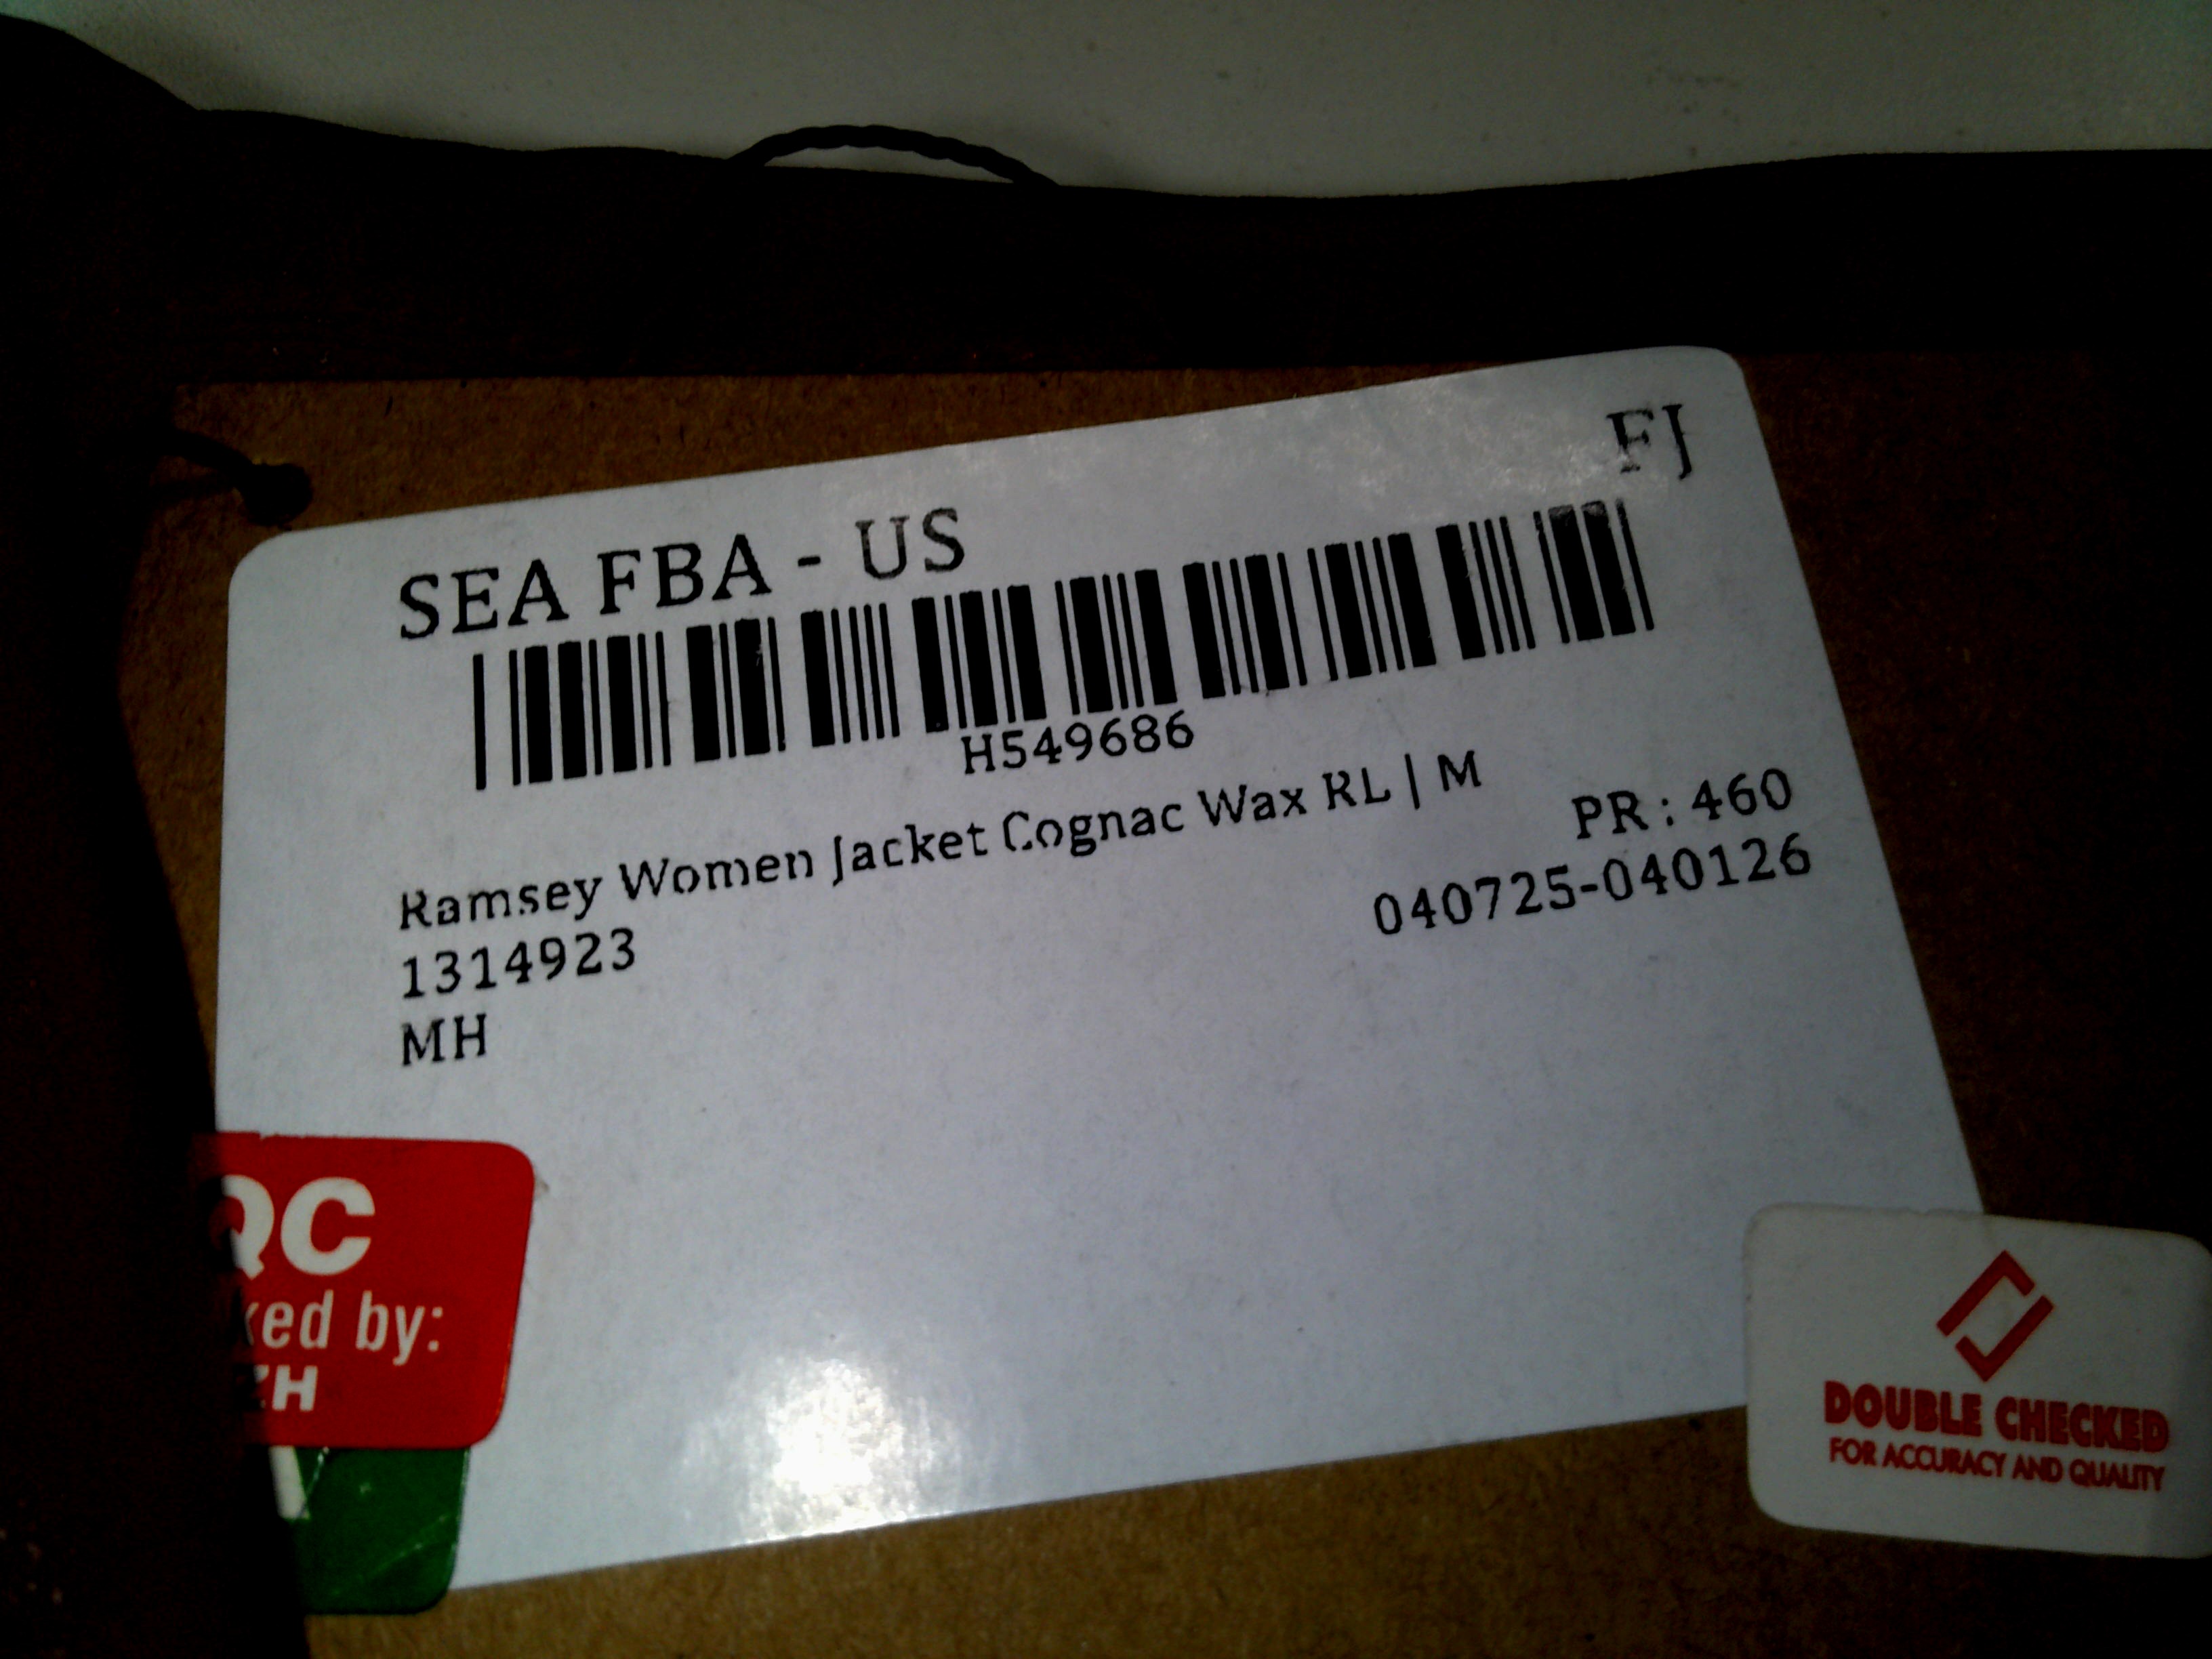 FJ
SEA FBA - US
H549686
Ramsey Women Jacket Cognac Wax RL | M
PR : 460
1314923
040725-040126
MH
QC
ked by:
ZH
DOUBLE CHECKED
FOR ACCURACY AND QUALITY